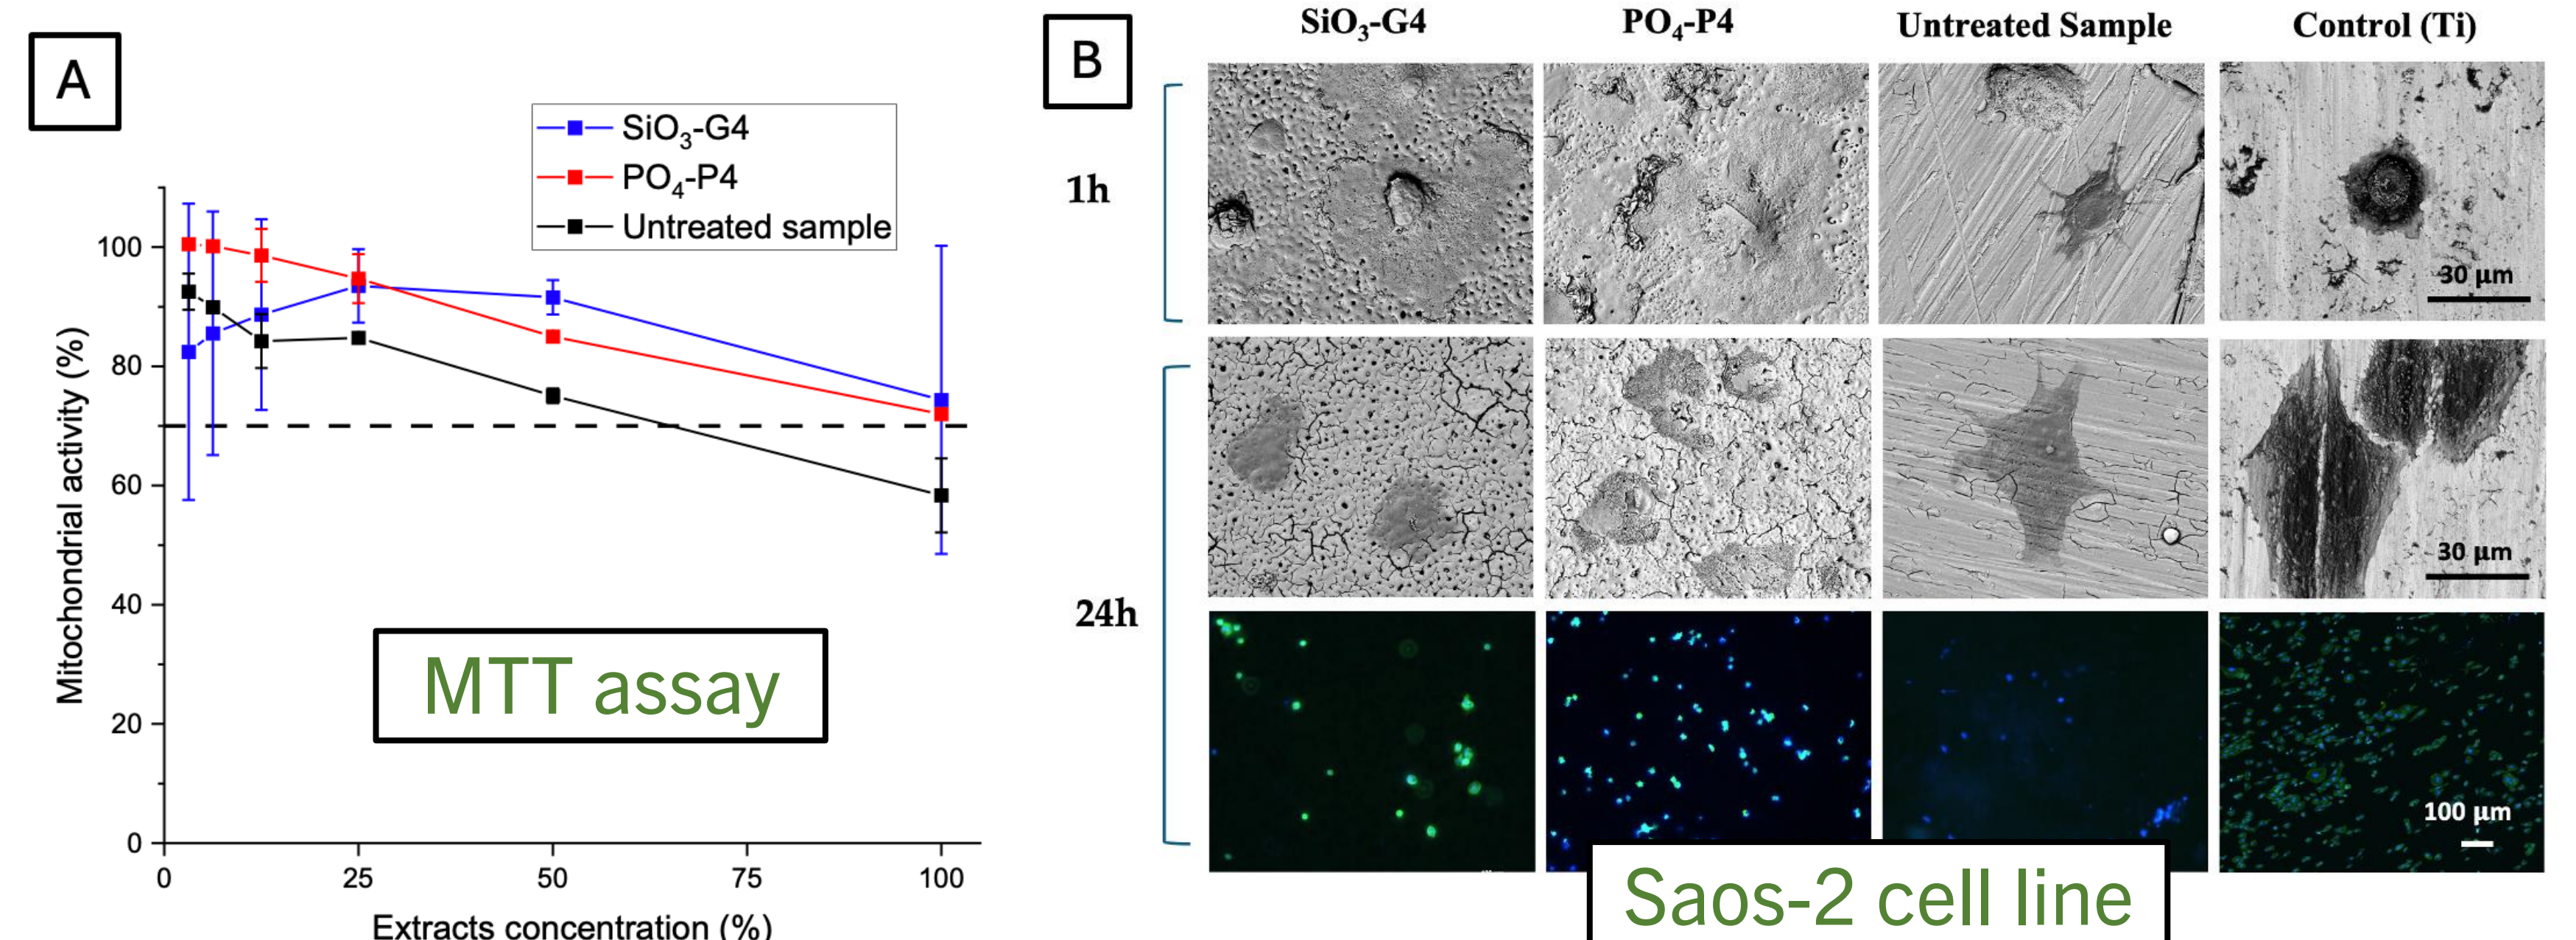 A
SiO₃-G4
PO₄-P4
Untreated sample
Mitochondrial activity (%)
100
80
60
40
20
0
MTT assay
0 25 50 75 100
Extracts concentration (%)
B
SiO₃-G4 PO₄-P4 Untreated Sample Control (Ti)
1h
30 µm
24h
30 µm
100 µm
Saos-2 cell line